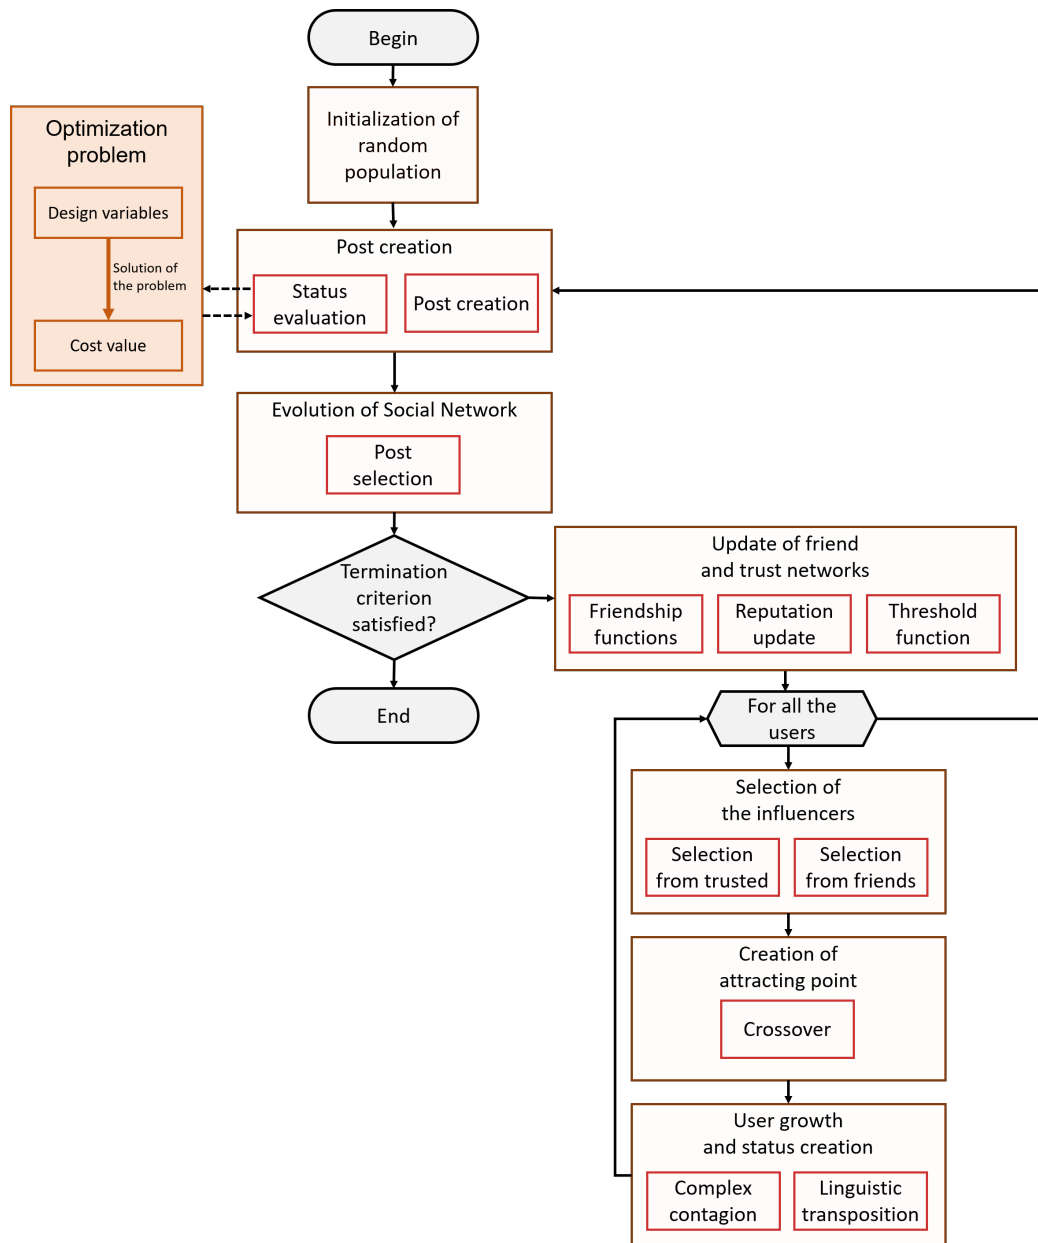 Begin
Initialization of
random
population
Optimization
problem
Design variables
Solution of
the problem
Cost value
Post creation
Status
evaluation
Post creation
Evolution of Social Network
Post
selection
Termination
criterion
satisfied?
End
Update of friend
and trust networks
Friendship
functions
Reputation
update
Threshold
function
For all the
users
Selection of
the influencers
Selection
from trusted
Selection
from friends
Creation of
attracting point
Crossover
User growth
and status creation
Complex
contagion
Linguistic
transposition